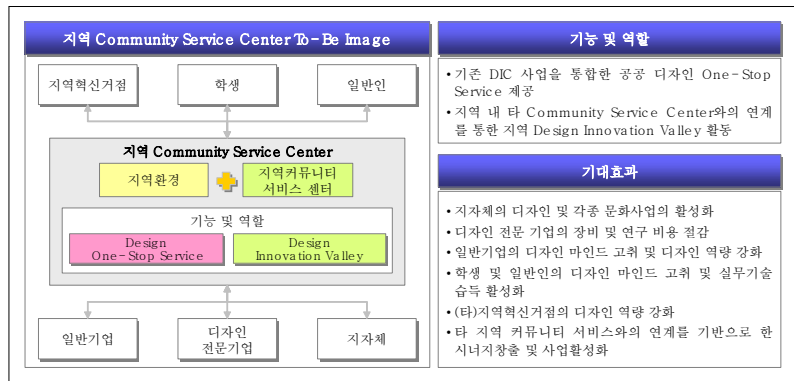 지역 Community Service Center To-Be Image
지역혁신거점
학생
일반인
지역 Community Service Center
지역환경
지역커뮤니티
서비스 센터
기능 및 역할
Design
One-Stop Service
Design
Innovation Valley
일반기업
디자인
전문기업
지자체
기능 및 역할
• 기존 DIC 사업을 통합한 공공 디자인 One-Stop
Service 제공
• 지역 내 타 Community Service Center와의 연계
를 통한 지역 Design Innovation Valley 활동
기대효과
• 지자체의 디자인 및 각종 문화사업의 활성화
• 디자인 전문 기업의 장비 및 연구 비용 절감
• 일반기업의 디자인 마인드 고취 및 디자인 역량 강화
• 학생 및 일반인의 디자인 마인드 고취 및 실무기술
습득 활성화
• (타)지역혁신거점의 디자인 역량 강화
• 타 지역 커뮤니티 서비스와의 연계를 기반으로 한
시너지창출 및 사업활성화